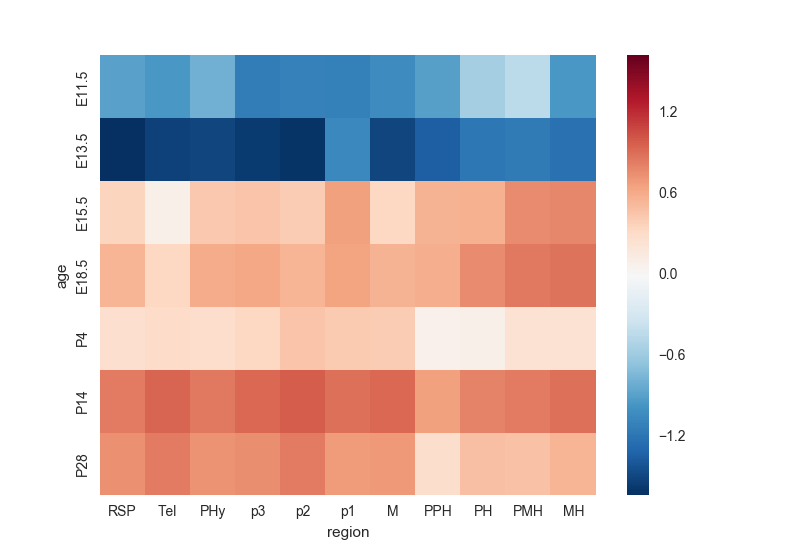 E11.5
E13.5
E15.5
E18.5
P4
P14
P28
age
RSP Tel PHy p3 p2 p1 M PPH PH PMH MH
region
1.2
0.6
0.0
−0.6
−1.2